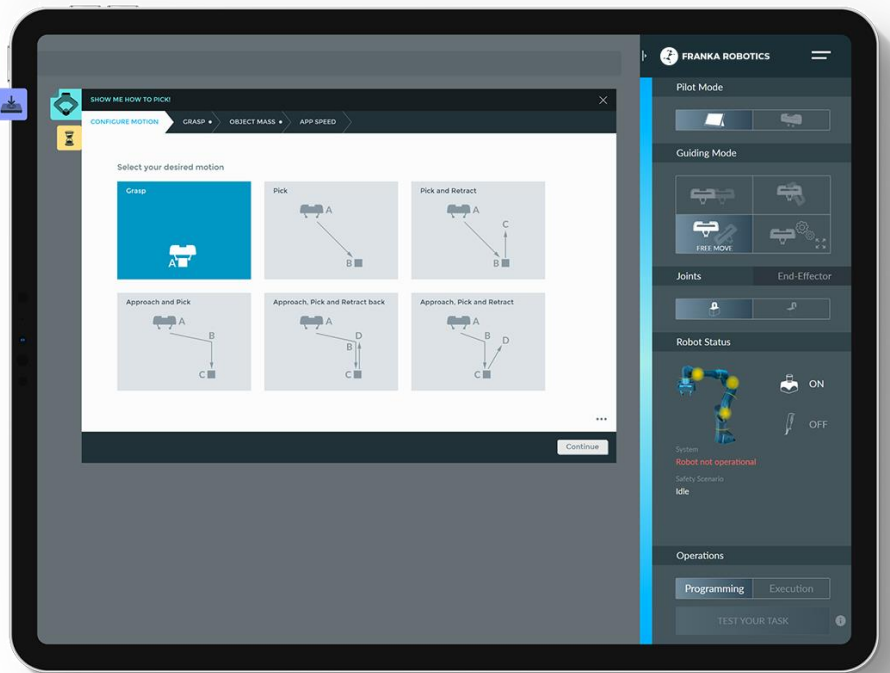 FRANKA ROBOTICS
SHOW ME HOW TO PICK!
CONFIGURE MOTION
GRASP
OBJECT MASS
APP SPEED
Select your desired motion
Grasp
A
Pick
A
B
Pick and Retract
A
C
B
Approach and Pick
A
B
C
Approach, Pick and Retract back
A
D
B
C
Approach, Pick and Retract
A
B
D
C
Continue
Pilot Mode
Guiding Mode
FREE MOVE
Joints
End-Effector
Robot Status
ON
OFF
System
Robot not operational
Safety Scenario
Idle
Operations
Programming
Execution
TEST YOUR TASK